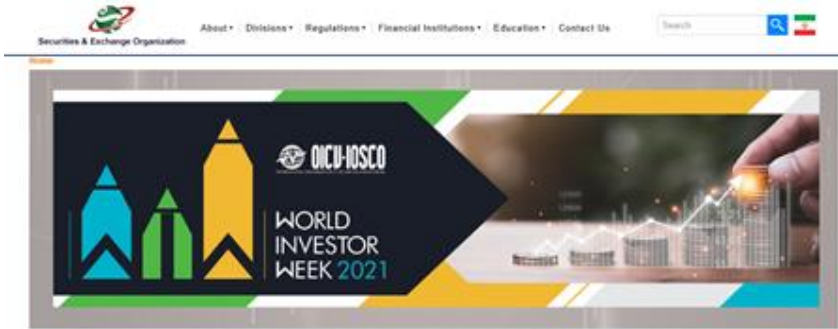 Securities & Exchange Organization
About
Divisions
Regulations
Financial Institutions
Education
Contact Us
Search
Home
OICU-IOSCO
WORLD
INVESTOR
WEEK 2021